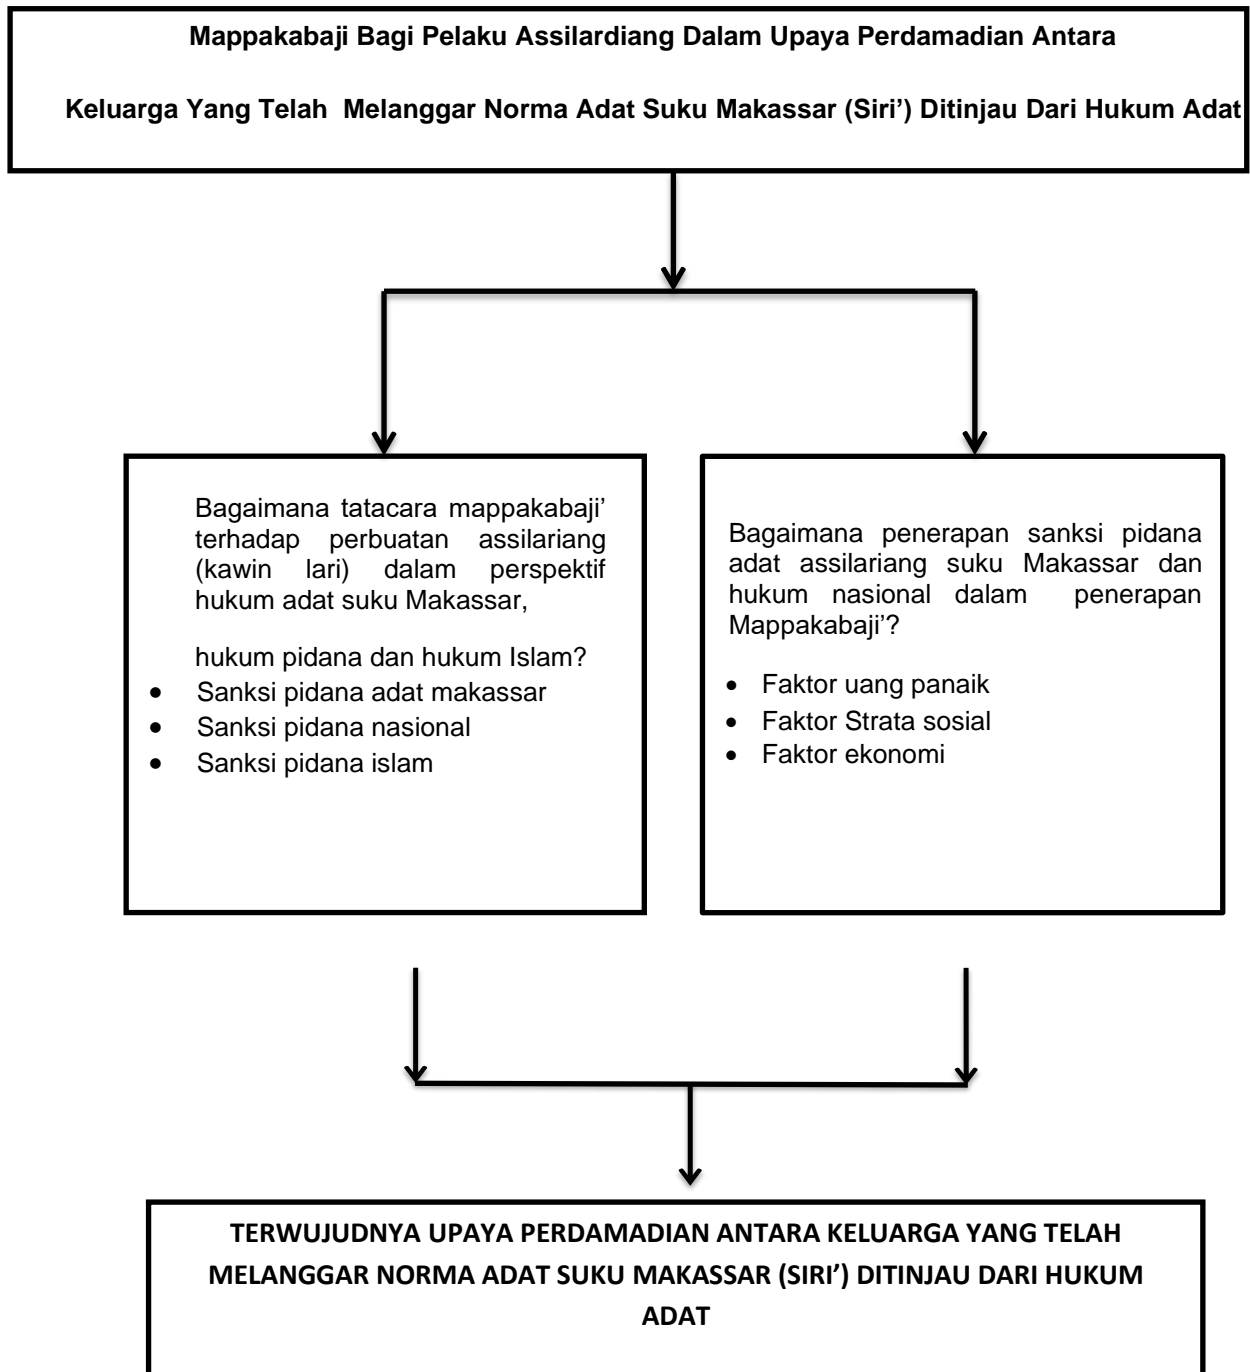 Mappakabaji Bagi Pelaku Assilardiang Dalam Upaya Perdamadian Antara
Keluarga Yang Telah Melanggar Norma Adat Suku Makassar (Siri’) Ditinjau Dari Hukum Adat
Bagaimana tatacara mappakabaji’
terhadap perbuatan assilariang
(kawin lari) dalam perspektif
hukum adat suku Makassar,
hukum pidana dan hukum Islam?
• Sanksi pidana adat makassar
• Sanksi pidana nasional
• Sanksi pidana islam
Bagaimana penerapan sanksi pidana
adat assilariang suku Makassar dan
hukum nasional dalam penerapan
Mappakabaji’?
• Faktor uang panaik
• Faktor Strata sosial
• Faktor ekonomi
TERWUJUDNYA UPAYA PERDAMADIAN ANTARA KELUARGA YANG TELAH
MELANGGAR NORMA ADAT SUKU MAKASSAR (SIRI’) DITINJAU DARI HUKUM
ADAT